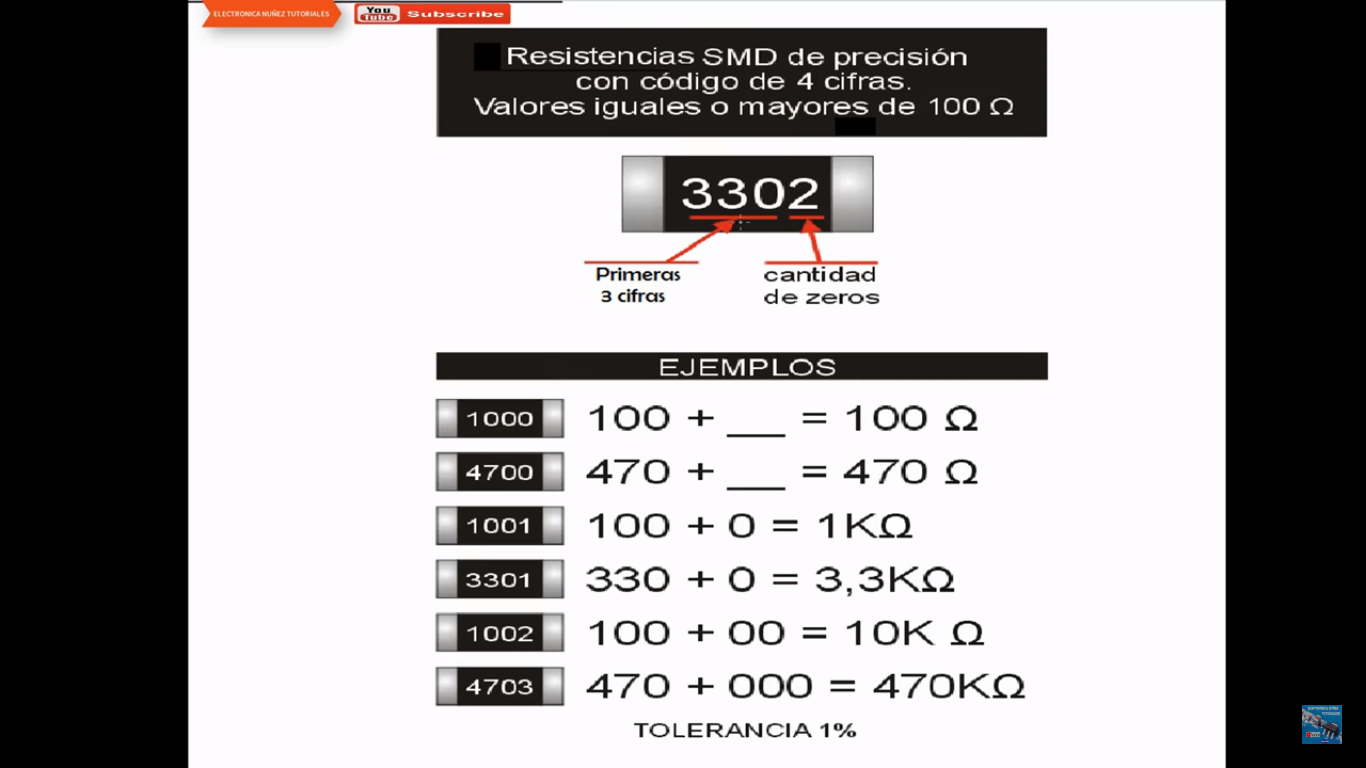 ELECTRONICA NUÑEZ TUTORIALES
You Tube Subscribe
Resistencias SMD de precisión
con código de 4 cifras.
Valores iguales o mayores de 100 Ω
3302
Primeras
3 cifras
cantidad
de zeros
EJEMPLOS
1000 100 + __ = 100 Ω
4700 470 + __ = 470 Ω
1001 100 + 0 = 1KΩ
3301 330 + 0 = 3,3KΩ
1002 100 + 00 = 10K Ω
4703 470 + 000 = 470KΩ
TOLERANCIA 1%